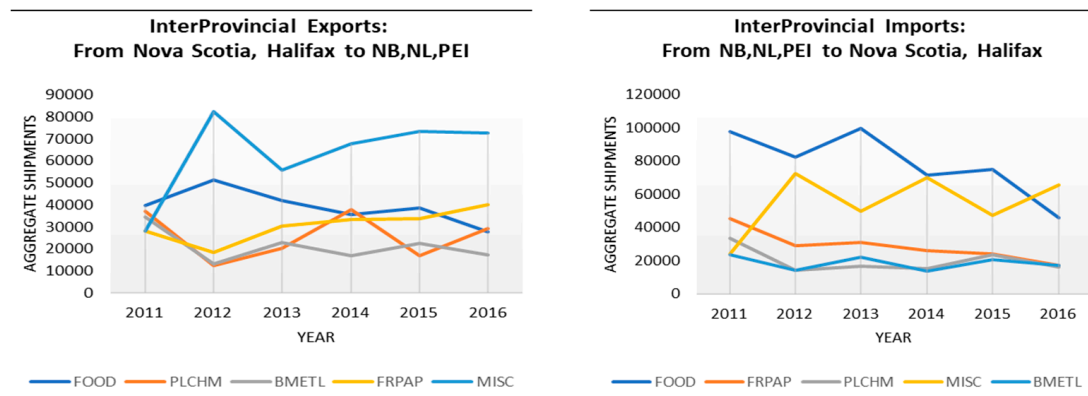 InterProvincial Exports:
From Nova Scotia, Halifax to NB,NL,PEI
AGGREGATE SHIPMENTS
90000
80000
70000
60000
50000
40000
30000
20000
10000
0
2011 2012 2013 2014 2015 2016
YEAR
FOOD PLCHM BMETL FRPAP MISC
InterProvincial Imports:
From NB,NL,PEI to Nova Scotia, Halifax
AGGREGATE SHIPMENTS
120000
100000
80000
60000
40000
20000
0
2011 2012 2013 2014 2015 2016
YEAR
FOOD FRPAP PLCHM MISC BMETL